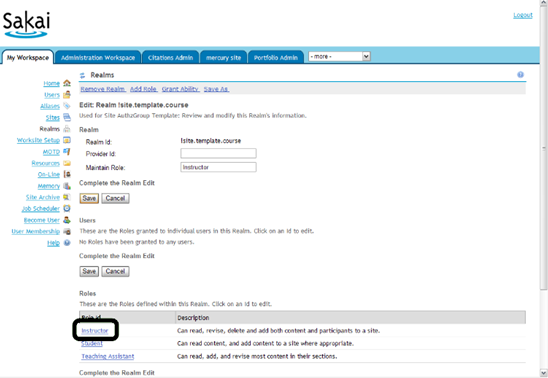 Sakai
Logout
My Workspace Administration Workspace Citations Admin mercury site Portfolio Admin - more -
Home
Users
Aliases
Sites
Realms
Worksite Setup
MOTD
Resources
On-Line
Memory
Site Archive
Job Scheduler
Become User
User Membership
Help
Realms
Remove Realm Add Role Grant Ability Save As
Edit: Realm !site.template.course
Used for Site AuthzGroup Template: Review and modify this Realm's information.
Realm
Realm Id: !site.template.course
Provider Id:
Maintain Role: Instructor
Complete the Realm Edit
Save Cancel
Users
These are the Roles granted to individual users in this Realm. Click on an id to edit.
No Roles have been granted to any users.
Complete the Realm Edit
Save Cancel
Roles
These are the Roles defined within this Realm. Click on an id to edit.
Role Id Description
Instructor Can read, revise, delete and add both content and participants to a site.
Student Can read content, and add content to a site where appropriate.
Teaching Assistant Can read, add, and revise most content in their sections.
Complete the Realm Edit